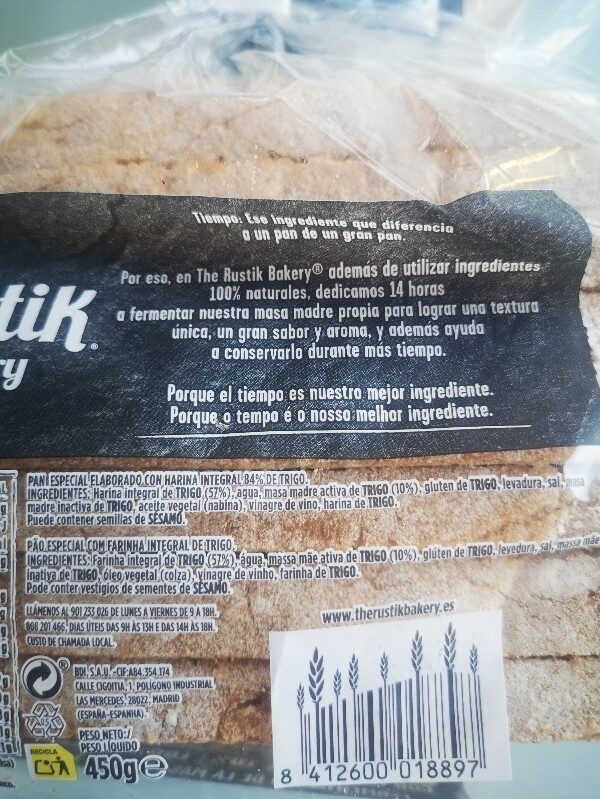 Tiempo: Ese ingrediente que diferencia
a un pan de un gran pan.
Por eso, en The Rustik Bakery® además de utilizar ingredientes
100% naturales, dedicamos 14 horas
a fermentar nuestra masa madre propia para lograr una textura
única, un gran sabor y aroma, y además ayuda
a conservarlo durante más tiempo.
Porque el tiempo es nuestro mejor ingrediente.
Porque o tempo é o nosso melhor ingrediente.
tik®
ry
PAN ESPECIAL ELABORADO CON HARINA INTEGRAL 84% DE TRIGO.
INGREDIENTES: Harina integral de TRIGO (57%), agua, masa madre activa de TRIGO (10%), gluten de TRIGO, levadura, sal, masa
madre inactiva de TRIGO, aceite vegetal (nabina), vinagre de vino, harina de TRIGO.
Puede contener semillas de SÉSAMO.
PÃO ESPECIAL COM FARINHA INTEGRAL DE TRIGO.
INGREDIENTES: Farinha integral de TRIGO (57%), água, massa mãe ativa de TRIGO (10%), glúten de TRIGO, levedura, sal, massa mãe
inativa de TRIGO, óleo vegetal (colza), vinagre de vinho, farinha de TRIGO.
Pode conter vestígios de sementes de SÉSAMO.
LLÁMENOS AL 901 233 026 DE LUNES A VIERNES DE 9 A 18H.
808 201 466, DIAS ÚTEIS DAS 9H ÀS 13H E DAS 14H ÀS 18H.
CUSTO DE CHAMADA LOCAL.
www.therustikbakery.es
BDI, S.A.U. -CIF:A84.354.174
CALLE CIGOITIA, 1; POLÍGONO INDUSTRIAL
LAS MERCEDES, 28022, MADRID
(ESPAÑA-ESPANHA).
05
PESO NETO:/
PESO LÍQUIDO
RECICLA
450g e
8 412600 018897